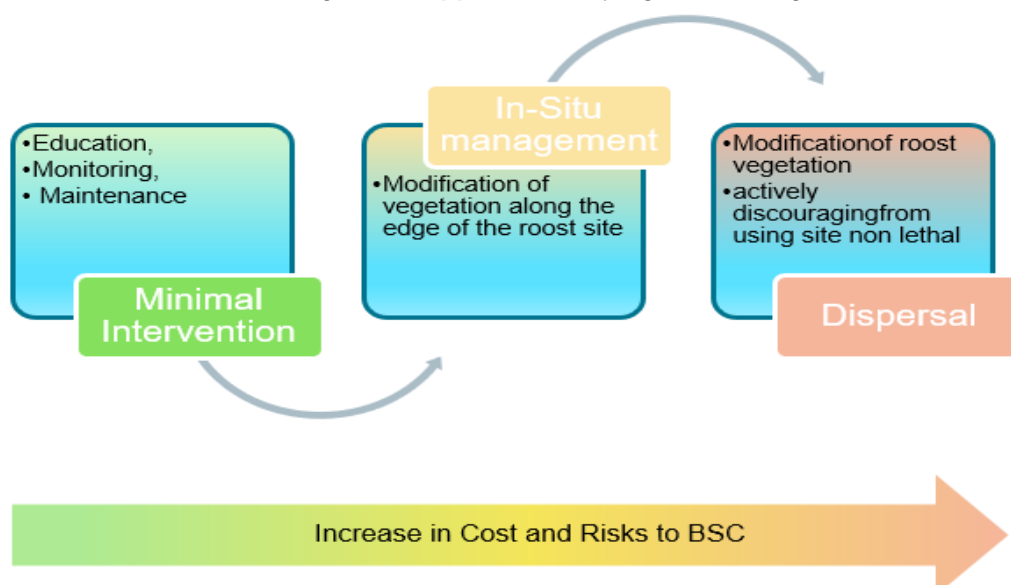 •Education,
•Monitoring,
• Maintenance
Minimal
Intervention
In-Situ
management
•Modification of
vegetation along the
edge of the roost site
•Modificationof roost
vegetation
•actively
discouragingfrom
using site non lethal
Dispersal
Increase in Cost and Risks to BSC